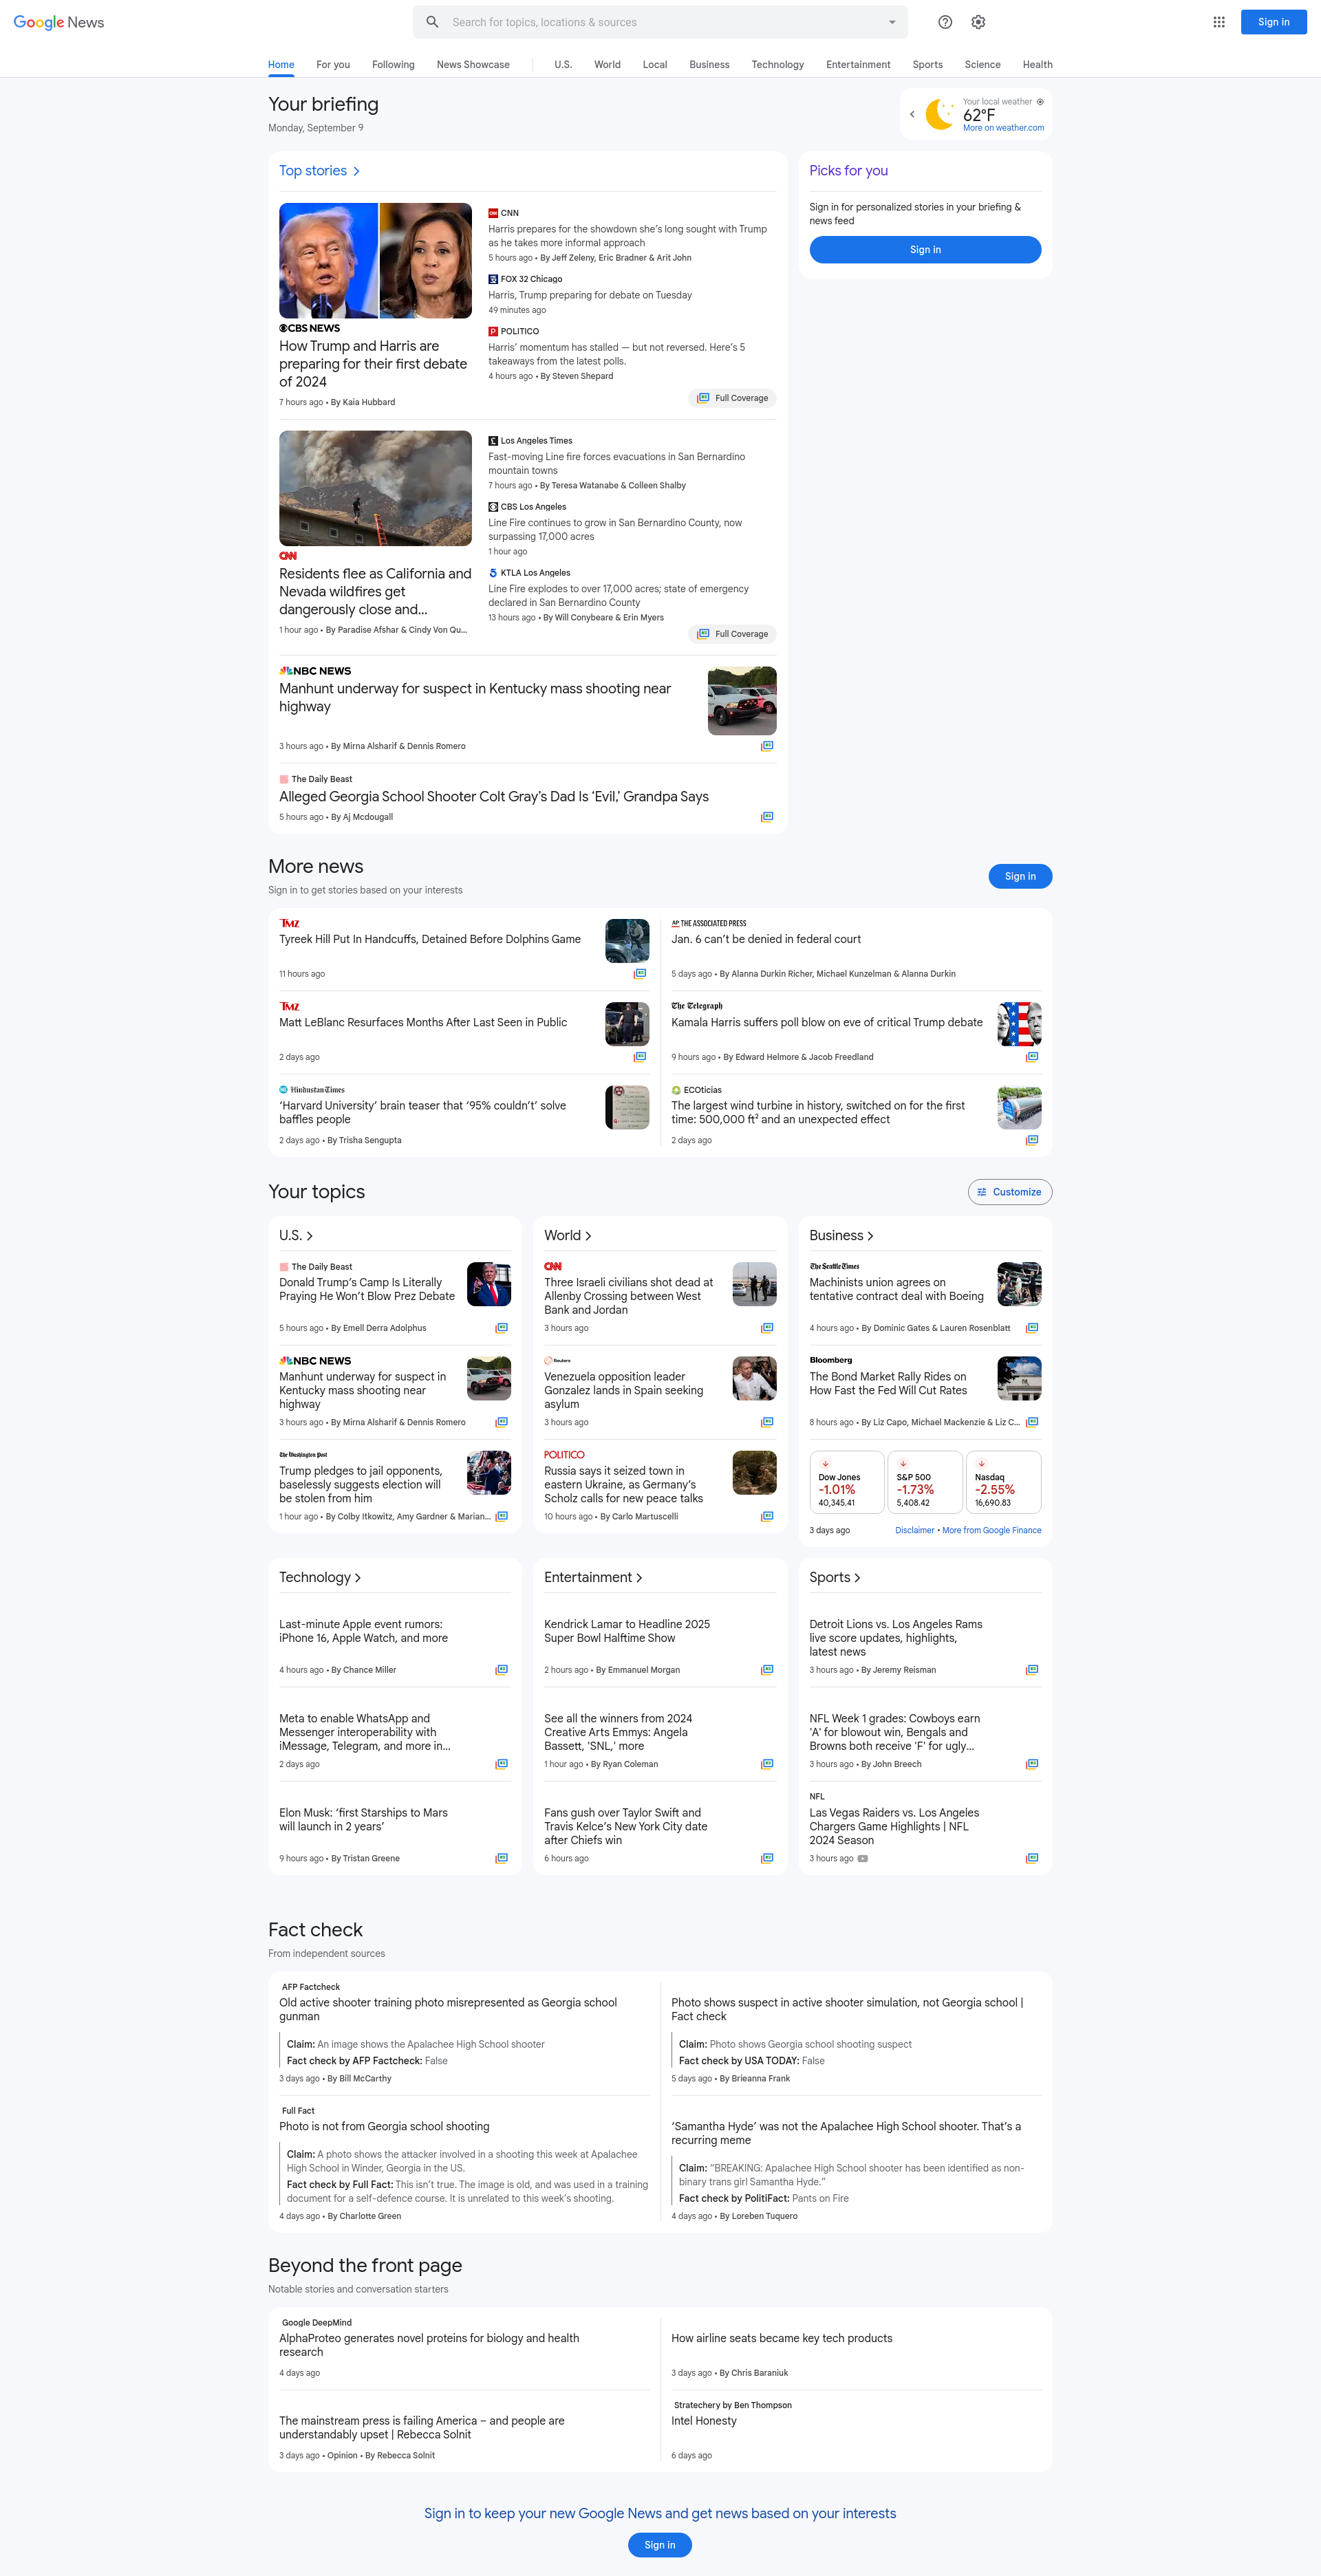 Google News
Search for topics, locations & sources
Sign in
Home
For you
Following
News Showcase
U.S.
World
Local
Business
Technology
Entertainment
Sports
Science
Health
Your briefing
Monday, September 9
Your local weather
62°F
More on weather.com
Top stories
CBS NEWS
How Trump and Harris are
preparing for their first debate
of 2024
7 hours ago • By Kaia Hubbard
CNN
Harris prepares for the showdown she’s long sought with Trump
as he takes more informal approach
5 hours ago • By Jeff Zeleny, Eric Bradner & Arit John
FOX 32 Chicago
Harris, Trump preparing for debate on Tuesday
49 minutes ago
POLITICO
Harris’ momentum has stalled — but not reversed. Here’s 5
takeaways from the latest polls.
4 hours ago • By Steven Shepard
Full Coverage
CNN
Residents flee as California and
Nevada wildfires get
dangerously close and...
1 hour ago • By Paradise Afshar & Cindy Von Qu...
Los Angeles Times
Fast-moving Line fire forces evacuations in San Bernardino
mountain towns
7 hours ago • By Teresa Watanabe & Colleen Shalby
CBS Los Angeles
Line Fire continues to grow in San Bernardino County, now
surpassing 17,000 acres
1 hour ago
KTLA Los Angeles
Line Fire explodes to over 17,000 acres; state of emergency
declared in San Bernardino County
13 hours ago • By Will Conybeare & Erin Myers
Full Coverage
NBC NEWS
Manhunt underway for suspect in Kentucky mass shooting near
highway
3 hours ago • By Mirna Alsharif & Dennis Romero
The Daily Beast
Alleged Georgia School Shooter Colt Gray’s Dad Is ‘Evil,’ Grandpa Says
5 hours ago • By Aj Mcdougall
Picks for you
Sign in for personalized stories in your briefing &
news feed
Sign in
More news
Sign in to get stories based on your interests
Sign in
TMZ
Tyreek Hill Put In Handcuffs, Detained Before Dolphins Game
11 hours ago
TMZ
Matt LeBlanc Resurfaces Months After Last Seen in Public
2 days ago
Hindustan Times
‘Harvard University’ brain teaser that ‘95% couldn’t’ solve
baffles people
2 days ago • By Trisha Sengupta
AP THE ASSOCIATED PRESS
Jan. 6 can’t be denied in federal court
5 days ago • By Alanna Durkin Richer, Michael Kunzelman & Alanna Durkin
The Telegraph
Kamala Harris suffers poll blow on eve of critical Trump debate
9 hours ago • By Edward Helmore & Jacob Freedland
ECOticias
The largest wind turbine in history, switched on for the first
time: 500,000 ft² and an unexpected effect
2 days ago
Your topics
Customize
U.S.
The Daily Beast
Donald Trump’s Camp Is Literally
Praying He Won’t Blow Prez Debate
5 hours ago • By Emell Derra Adolphus
NBC NEWS
Manhunt underway for suspect in
Kentucky mass shooting near
highway
3 hours ago • By Mirna Alsharif & Dennis Romero
The Washington Post
Trump pledges to jail opponents,
baselessly suggests election will
be stolen from him
1 hour ago • By Colby Itkowitz, Amy Gardner & Marian...
World
CNN
Three Israeli civilians shot dead at
Allenby Crossing between West
Bank and Jordan
3 hours ago
Reuters
Venezuela opposition leader
Gonzalez lands in Spain seeking
asylum
3 hours ago
POLITICO
Russia says it seized town in
eastern Ukraine, as Germany’s
Scholz calls for new peace talks
10 hours ago • By Carlo Martuscelli
Business
The Seattle Times
Machinists union agrees on
tentative contract deal with Boeing
4 hours ago • By Dominic Gates & Lauren Rosenblatt
Bloomberg
The Bond Market Rally Rides on
How Fast the Fed Will Cut Rates
8 hours ago • By Liz Capo, Michael Mackenzie & Liz C...
Dow Jones
-1.01%
40,345.41
S&P 500
-1.73%
5,408.42
Nasdaq
-2.55%
16,690.83
3 days ago
Disclaimer • More from Google Finance
Technology
Last-minute Apple event rumors:
iPhone 16, Apple Watch, and more
4 hours ago • By Chance Miller
Meta to enable WhatsApp and
Messenger interoperability with
iMessage, Telegram, and more in...
2 days ago
Elon Musk: ‘first Starships to Mars
will launch in 2 years’
9 hours ago • By Tristan Greene
Entertainment
Kendrick Lamar to Headline 2025
Super Bowl Halftime Show
2 hours ago • By Emmanuel Morgan
See all the winners from 2024
Creative Arts Emmys: Angela
Bassett, 'SNL,' more
1 hour ago • By Ryan Coleman
Fans gush over Taylor Swift and
Travis Kelce’s New York City date
after Chiefs win
6 hours ago
Sports
Detroit Lions vs. Los Angeles Rams
live score updates, highlights,
latest news
3 hours ago • By Jeremy Reisman
NFL Week 1 grades: Cowboys earn
'A' for blowout win, Bengals and
Browns both receive 'F' for ugly...
3 hours ago • By John Breech
NFL
Las Vegas Raiders vs. Los Angeles
Chargers Game Highlights | NFL
2024 Season
3 hours ago
Fact check
From independent sources
AFP Factcheck
Old active shooter training photo misrepresented as Georgia school
gunman
Claim: An image shows the Apalachee High School shooter
Fact check by AFP Factcheck: False
3 days ago • By Bill McCarthy
Full Fact
Photo is not from Georgia school shooting
Claim: A photo shows the attacker involved in a shooting this week at Apalachee
High School in Winder, Georgia in the US.
Fact check by Full Fact: This isn’t true. The image is old, and was used in a training
document for a self-defence course. It is unrelated to this week’s shooting.
4 days ago • By Charlotte Green
Photo shows suspect in active shooter simulation, not Georgia school |
Fact check
Claim: Photo shows Georgia school shooting suspect
Fact check by USA TODAY: False
5 days ago • By Brieanna Frank
‘Samantha Hyde’ was not the Apalachee High School shooter. That’s a
recurring meme
Claim: “BREAKING: Apalachee High School shooter has been identified as non-
binary trans girl Samantha Hyde.”
Fact check by PolitiFact: Pants on Fire
4 days ago • By Loreben Tuquero
Beyond the front page
Notable stories and conversation starters
Google DeepMind
AlphaProteo generates novel proteins for biology and health
research
4 days ago
The mainstream press is failing America – and people are
understandably upset | Rebecca Solnit
3 days ago • Opinion • By Rebecca Solnit
How airline seats became key tech products
3 days ago • By Chris Baraniuk
Stratechery by Ben Thompson
Intel Honesty
6 days ago
Sign in to keep your new Google News and get news based on your interests
Sign in